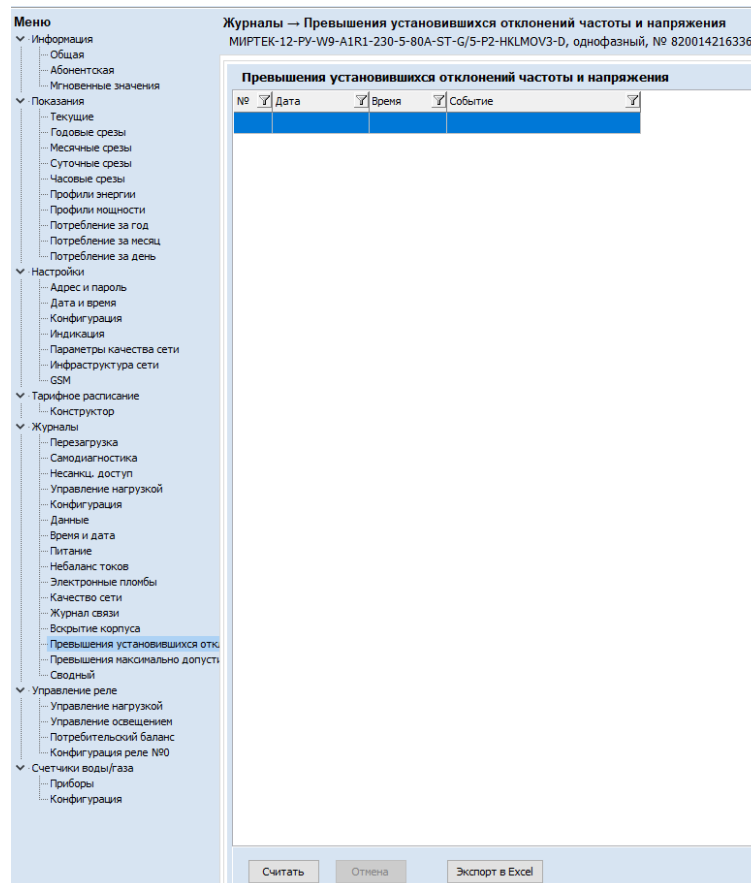 Меню
Информация
Общая
Абонентская
Мгновенные значения
Показания
Текущие
Годовые срезы
Месячные срезы
Суточные срезы
Часовые срезы
Профили энергии
Профили мощности
Потребление за год
Потребление за месяц
Потребление за день
Настройки
Адрес и пароль
Дата и время
Конфигурация
Индикация
Параметры качества сети
Инфраструктура сети
GSM
Тарифное расписание
Конструктор
Журналы
Перезагрузка
Самодиагностика
Несанкц. доступ
Управление нагрузкой
Конфигурация
Данные
Время и дата
Питание
Небаланс токов
Электронные пломбы
Качество сети
Журнал связи
Вскрытие корпуса
Превышения установившихся отк
Превышения максимально допусти
Сводный
Управление реле
Управление нагрузкой
Управление освещением
Потребительский баланс
Конфигурация реле №0
Счетчики воды/газа
Приборы
Конфигурация
Журналы → Превышения установившихся отклонений частоты и напряжения
МИРТЕК-12-РУ-W9-A1R1-230-5-80A-ST-G/5-P2-HKLMOV3-D, однофазный, № 820014216336
Превышения установившихся отклонений частоты и напряжения
№ Дата Время Событие
Считать Отмена Экспорт в Excel